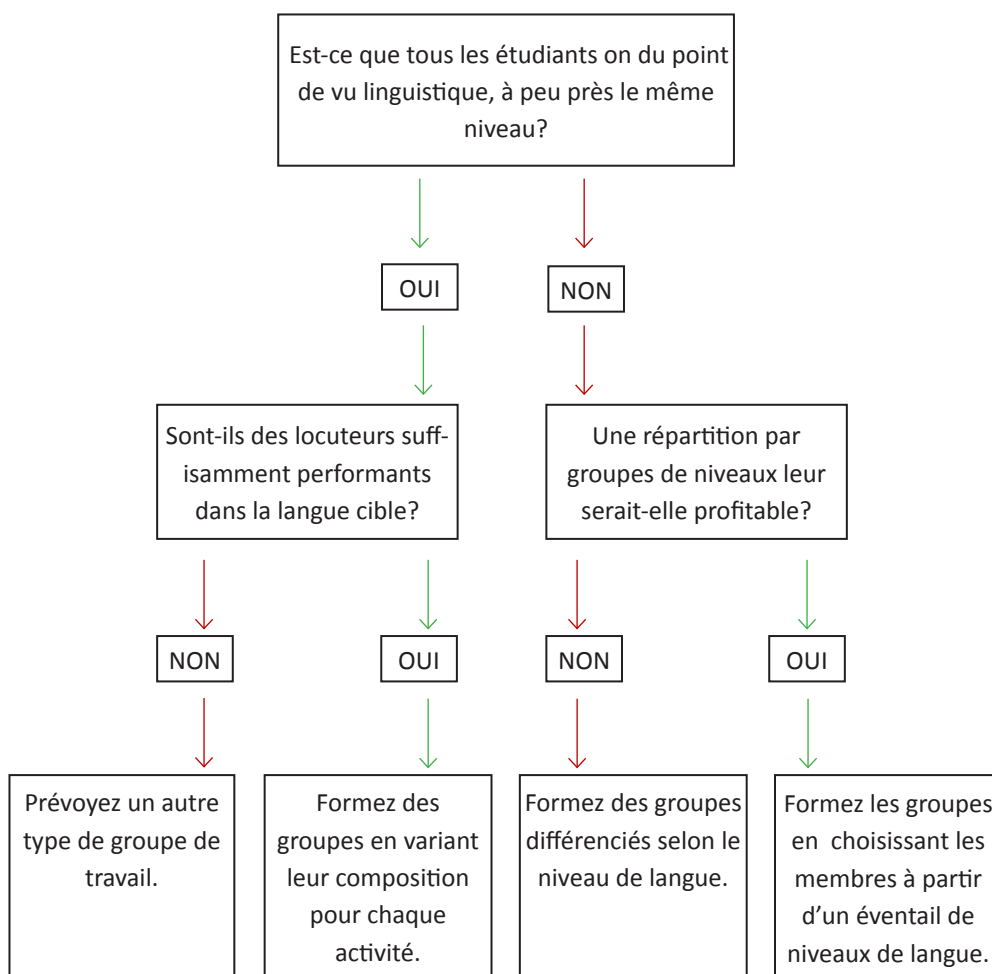 Est-ce que tous les étudiants on du point
de vu linguistique, à peu près le même
niveau?
OUI
NON
Sont-ils des locuteurs suff-
isamment performants
dans la langue cible?
Une répartition par
groupes de niveaux leur
serait-elle profitable?
NON
OUI
NON
OUI
Prévoyez un autre
type de groupe de
travail.
Formez des
groupes en variant
leur composition
pour chaque
activité.
Formez des groupes
différenciés selon le
niveau de langue.
Formez les groupes
en choisissant les
membres à partir
d’un éventail de
niveaux de langue.